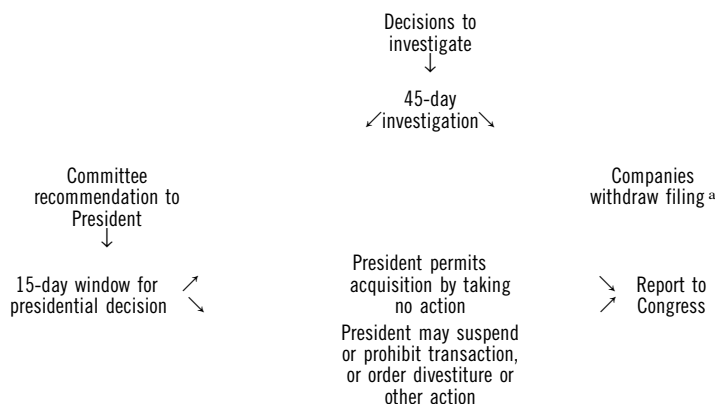 Decisions to
investigate
↓
45-day
↙investigation↘
Committee
recommendation to
President
↓
Companies
withdraw filing a
15-day window for
presidential decision
↗
↘
President permits
acquisition by taking
no action
President may suspend
or prohibit transaction,
or order divestiture or
other action
↘
↗
Report to
Congress